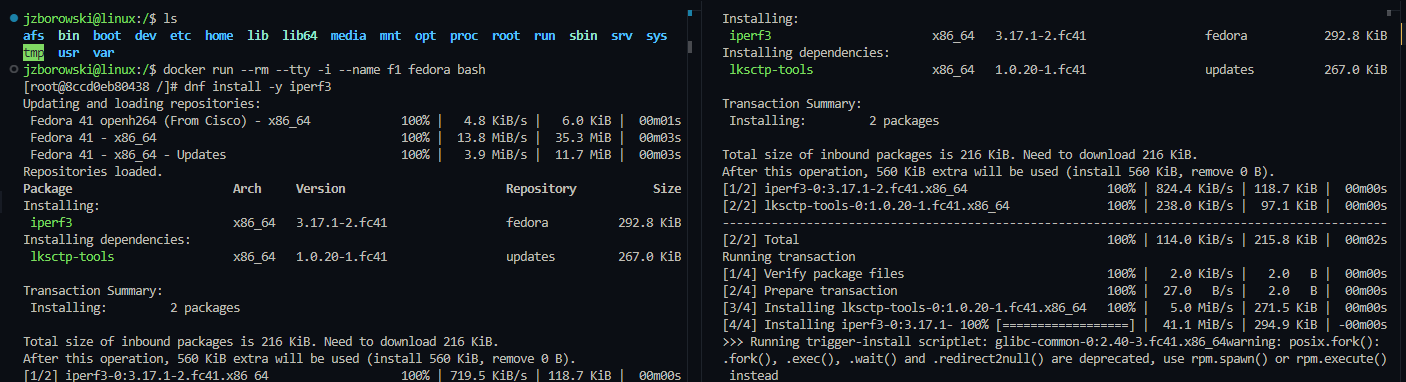 jzborowski@linux:/$ ls
afs bin boot dev etc home lib lib64 media mnt opt proc root run sbin srv sys
tmp usr var
jzborowski@linux:/$ docker run --rm --tty -i --name f1 fedora bash
[root@8ccd0eb80438 /]# dnf install -y iperf3
Updating and loading repositories:
Fedora 41 openh264 (From Cisco) - x86_64 100% | 4.8 KiB/s | 6.0 KiB | 00m01s
Fedora 41 - x86_64 100% | 13.8 MiB/s | 35.3 MiB | 00m03s
Fedora 41 - x86_64 - Updates 100% | 3.9 MiB/s | 11.7 MiB | 00m03s
Repositories loaded.
Package Arch Version Repository Size
Installing:
iperf3 x86_64 3.17.1-2.fc41 fedora 292.8 KiB
Installing dependencies:
lksctp-tools x86_64 1.0.20-1.fc41 updates 267.0 KiB
Transaction Summary:
Installing: 2 packages
Total size of inbound packages is 216 KiB. Need to download 216 KiB.
After this operation, 560 KiB extra will be used (install 560 KiB, remove 0 B).
[1/2] iperf3-0:3.17.1-2.fc41.x86_64 100% | 719.5 KiB/s | 118.7 KiB | 00m00s
Installing:
iperf3 x86_64 3.17.1-2.fc41 fedora 292.8 KiB
Installing dependencies:
lksctp-tools x86_64 1.0.20-1.fc41 updates 267.0 KiB
Transaction Summary:
Installing: 2 packages
Total size of inbound packages is 216 KiB. Need to download 216 KiB.
After this operation, 560 KiB extra will be used (install 560 KiB, remove 0 B).
[1/2] iperf3-0:3.17.1-2.fc41.x86_64 100% | 824.4 KiB/s | 118.7 KiB | 00m00s
[2/2] lksctp-tools-0:1.0.20-1.fc41.x86_64 100% | 238.0 KiB/s | 97.1 KiB | 00m00s
--------------------------------------------------------------------------------
[2/2] Total 100% | 114.0 KiB/s | 215.8 KiB | 00m02s
Running transaction
[1/4] Verify package files 100% | 2.0 KiB/s | 2.0 B | 00m00s
[2/4] Prepare transaction 100% | 27.0 B/s | 2.0 B | 00m00s
[3/4] Installing lksctp-tools-0:1.0.20-1.fc41.x86_64 100% | 5.0 MiB/s | 271.5 KiB | 00m00s
[4/4] Installing iperf3-0:3.17.1- 100% [==================] | 41.1 MiB/s | 294.9 KiB | -00m00s
>>> Running trigger-install scriptlet: glibc-common-0:2.40-3.fc41.x86_64warning: posix.fork():
.fork(), .exec(), .wait() and .redirect2null() are deprecated, use rpm.spawn() or rpm.execute()
instead